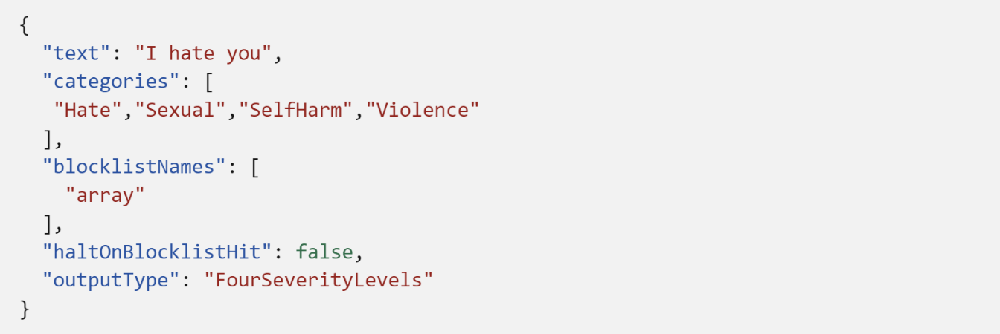 {
  "text": "I hate you",
  "categories": [
   "Hate","Sexual","SelfHarm","Violence"
  ],
  "blocklistNames": [
    "array"
  ],
  "haltOnBlocklistHit": false,
  "outputType": "FourSeverityLevels"
}